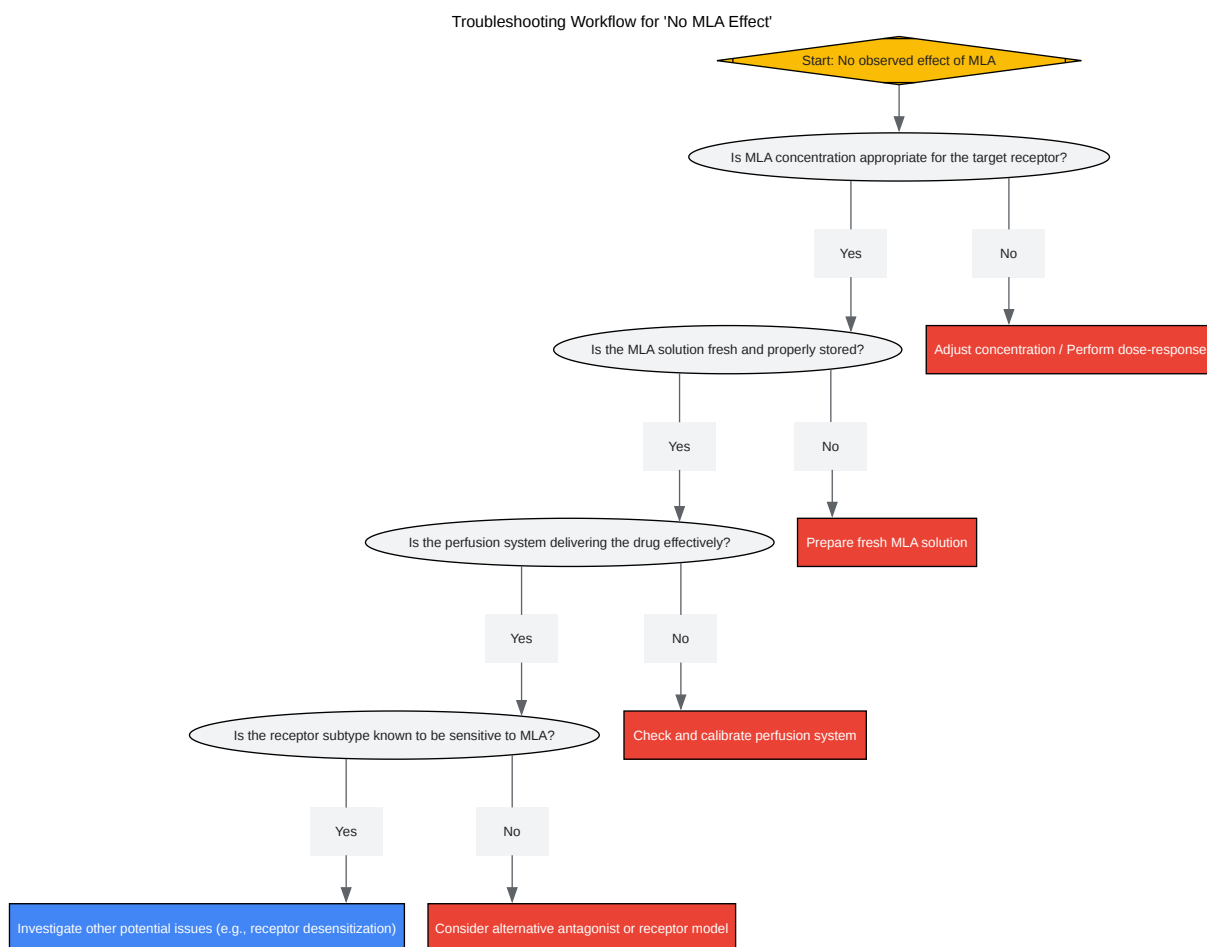 Troubleshooting Workflow for 'No MLA Effect'
Start: No observed effect of MLA
Is MLA concentration appropriate for the target receptor?
Yes
No
Is the MLA solution fresh and properly stored?
Adjust concentration / Perform dose-response
Yes
No
Is the perfusion system delivering the drug effectively?
Prepare fresh MLA solution
Yes
No
Is the receptor subtype known to be sensitive to MLA?
Check and calibrate perfusion system
Yes
No
Investigate other potential issues (e.g., receptor desensitization)
Consider alternative antagonist or receptor model